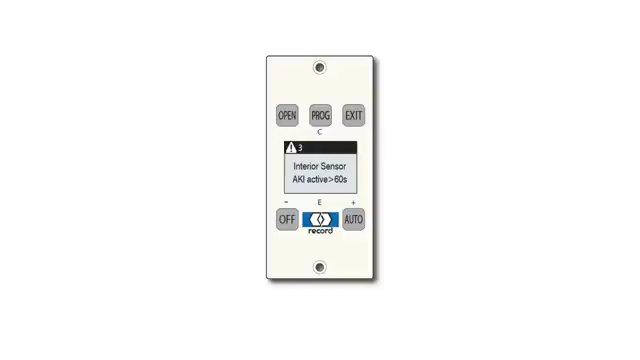 OPEN PROG EXIT
C
3
Interior Sensor
AKI active>60s
- E +
OFF AUTO
record